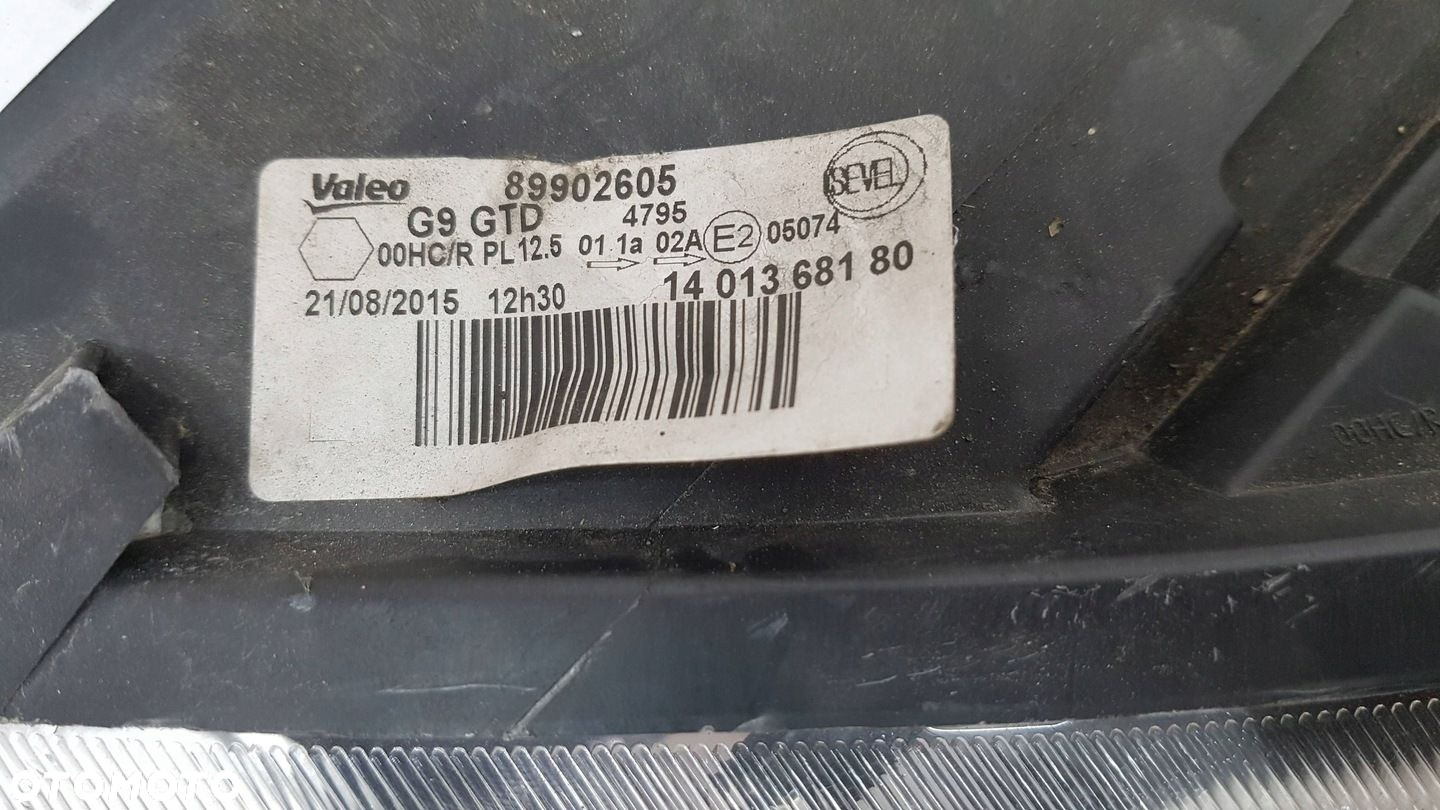 Valeo 89902605 SEVEL
G9 GTD 4795
00HC/R PL 12.5 01 1a 02A E2 05074
21/08/2015 12h30 14 013 681 80
00HC/R
OTOMOTO